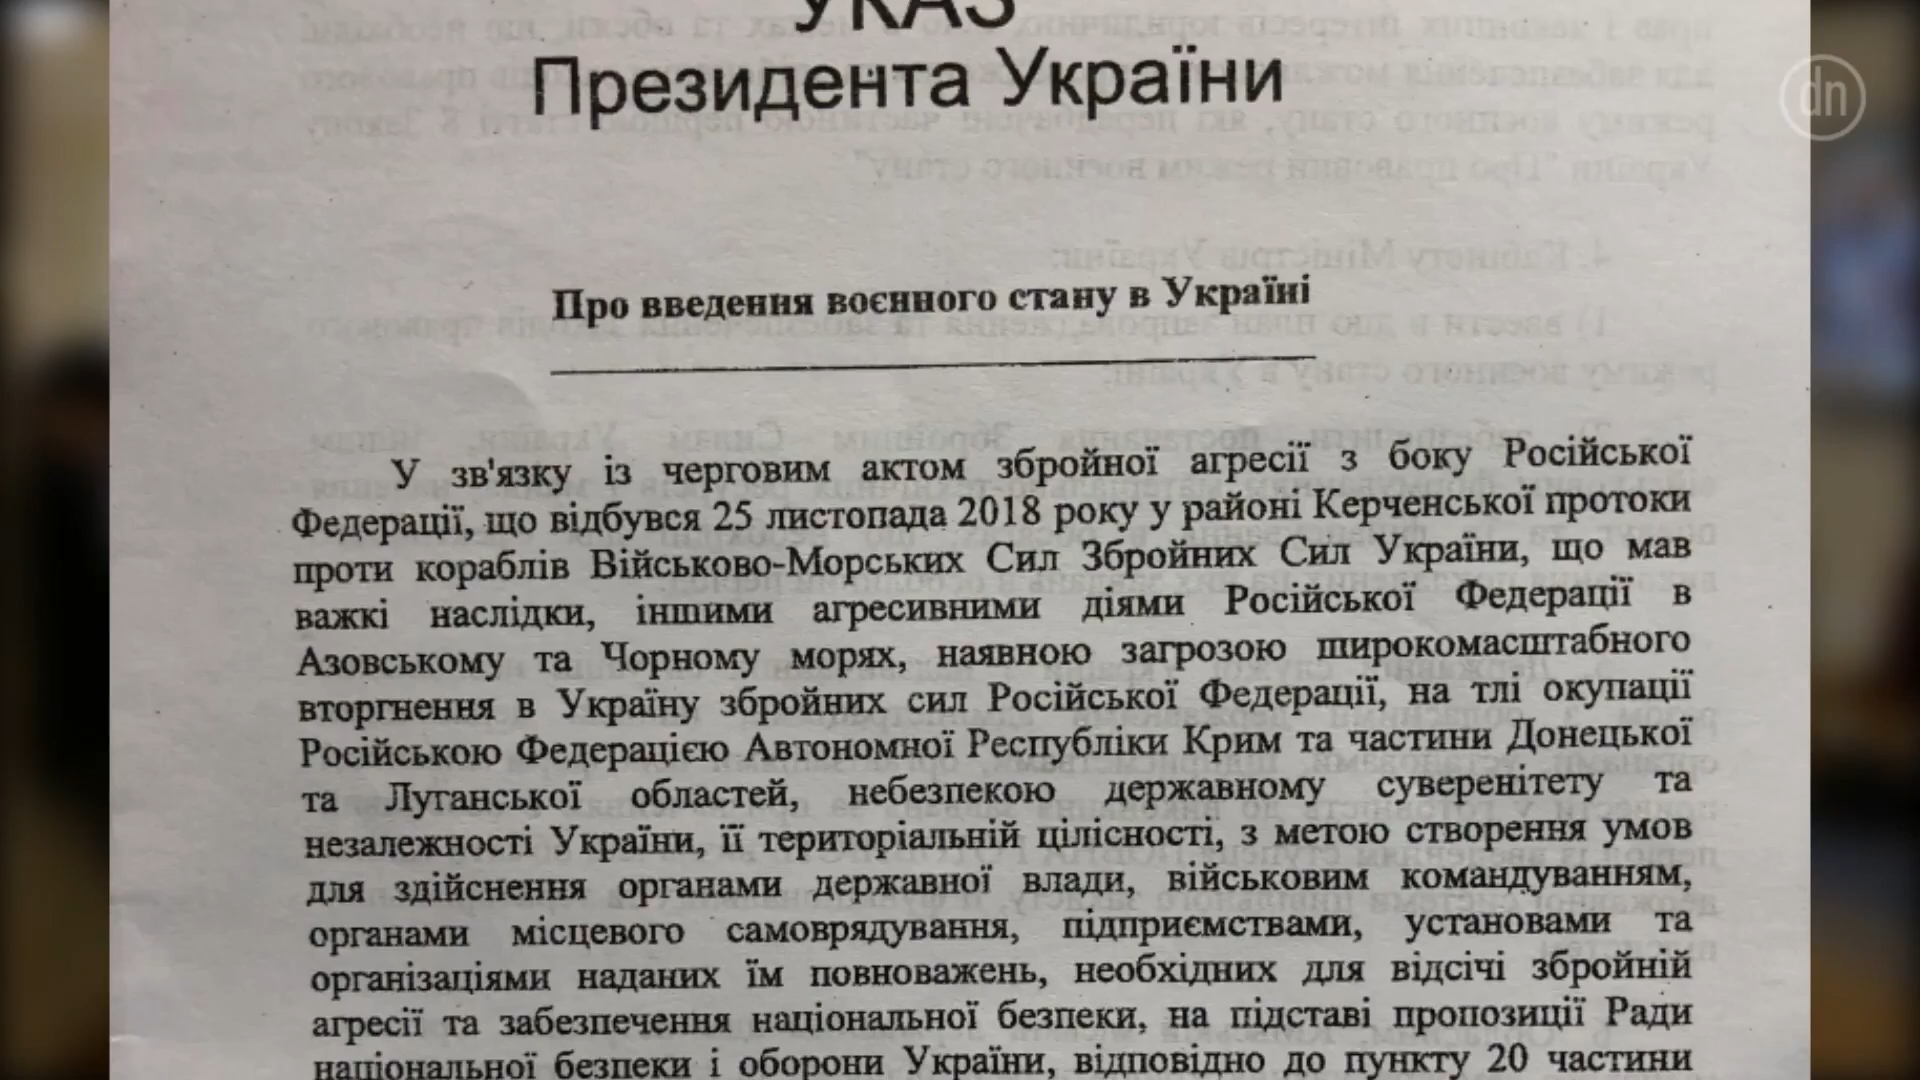 УКАЗ
Президента України
dn
Про введення воєнного стану в Україні
У зв'язку із черговим актом збройної агресії з боку Російської
Федерації, що відбувся 25 листопада 2018 року у районі Керченської протоки
проти кораблів Військово-Морських Сил Збройних Сил України, що мав
важкі наслідки, іншими агресивними діями Російської Федерації в
Азовському та Чорному морях, наявною загрозою широкомасштабного
вторгнення в Україну збройних сил Російської Федерації, на тлі окупації
Російською Федерацією Автономної Республіки Крим та частини Донецької
та Луганської областей, небезпекою державному суверенітету та
незалежності України, її територіальній цілісності, з метою створення умов
для здійснення органами державної влади, військовим командуванням,
органами місцевого самоврядування, підприємствами, установами та
організаціями наданих їм повноважень, необхідних для відсічі збройній
агресії та забезпечення національної безпеки, на підставі пропозиції Ради
національної безпеки і оборони України, відповідно до пункту 20 частини